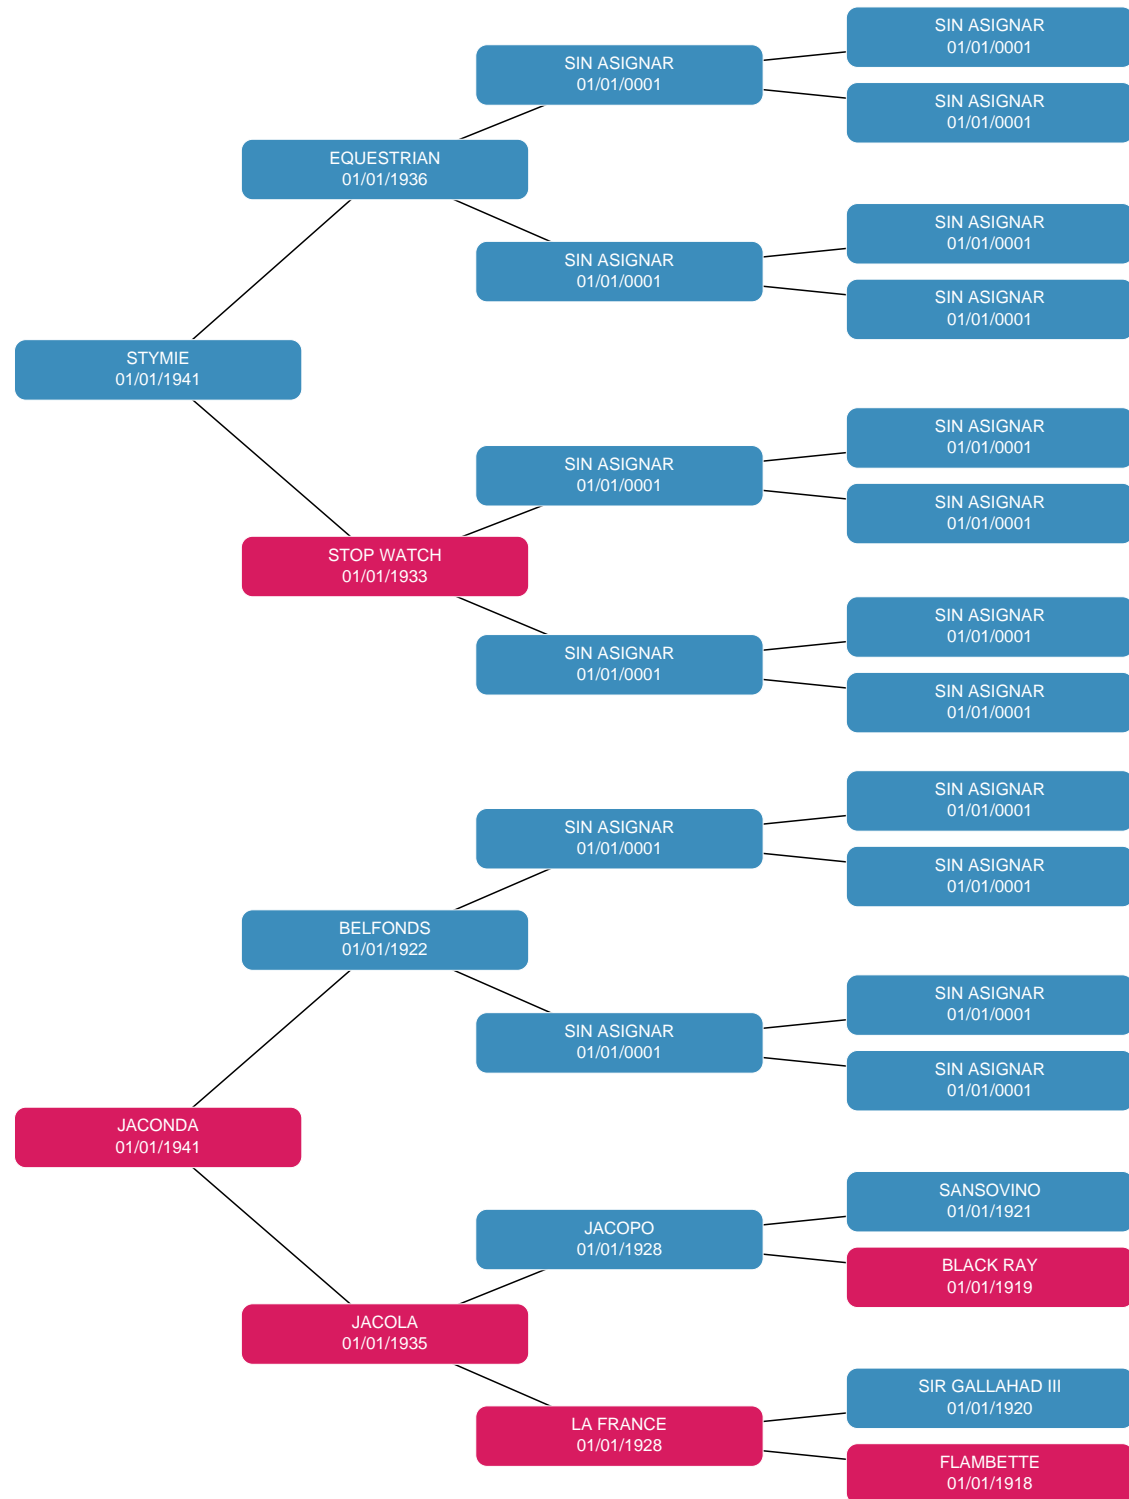 SIN ASIGNAR
01/01/0001
SIN ASIGNAR
01/01/0001
SIN ASIGNAR
01/01/0001
EQUESTRIAN
01/01/1936
SIN ASIGNAR
01/01/0001
SIN ASIGNAR
01/01/0001
SIN ASIGNAR
01/01/0001
STYMIE
01/01/1941
SIN ASIGNAR
01/01/0001
SIN ASIGNAR
01/01/0001
SIN ASIGNAR
01/01/0001
STOP WATCH
01/01/1933
SIN ASIGNAR
01/01/0001
SIN ASIGNAR
01/01/0001
SIN ASIGNAR
01/01/0001
SIN ASIGNAR
01/01/0001
SIN ASIGNAR
01/01/0001
SIN ASIGNAR
01/01/0001
BELFONDS
01/01/1922
SIN ASIGNAR
01/01/0001
SIN ASIGNAR
01/01/0001
SIN ASIGNAR
01/01/0001
JACONDA
01/01/1941
SANSOVINO
01/01/1921
JACOPO
01/01/1928
BLACK RAY
01/01/1919
JACOLA
01/01/1935
SIR GALLAHAD III
01/01/1920
LA FRANCE
01/01/1928
FLAMBETTE
01/01/1918